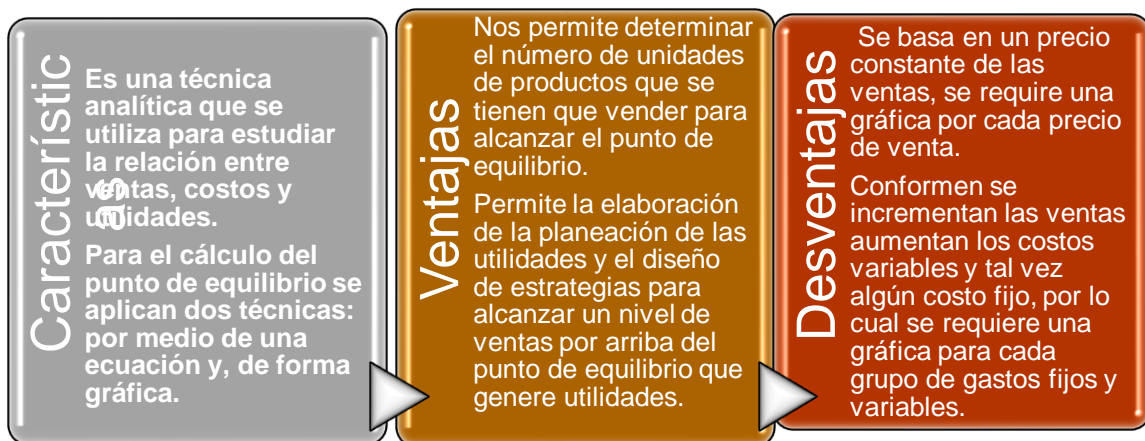 Característic
as
Es una técnica
analítica que se
utiliza para estudiar
la relación entre
ventas, costos y
utilidades.
Para el cálculo del
punto de equilibrio se
aplican dos técnicas:
por medio de una
ecuación y, de forma
gráfica.
Ventajas
Nos permite determinar
el número de unidades
de productos que se
tienen que vender para
alcanzar el punto de
equilibrio.
Permite la elaboración
de la planeación de las
utilidades y el diseño
de estrategias para
alcanzar un nivel de
ventas por arriba del
punto de equilibrio que
genere utilidades.
Desventajas
Se basa en un precio
constante de las
ventas, se require una
gráfica por cada precio
de venta.
Conformen se
incrementan las ventas
aumentan los costos
variables y tal vez
algún costo fijo, por lo
cual se requiere una
gráfica para cada
grupo de gastos fijos y
variables.